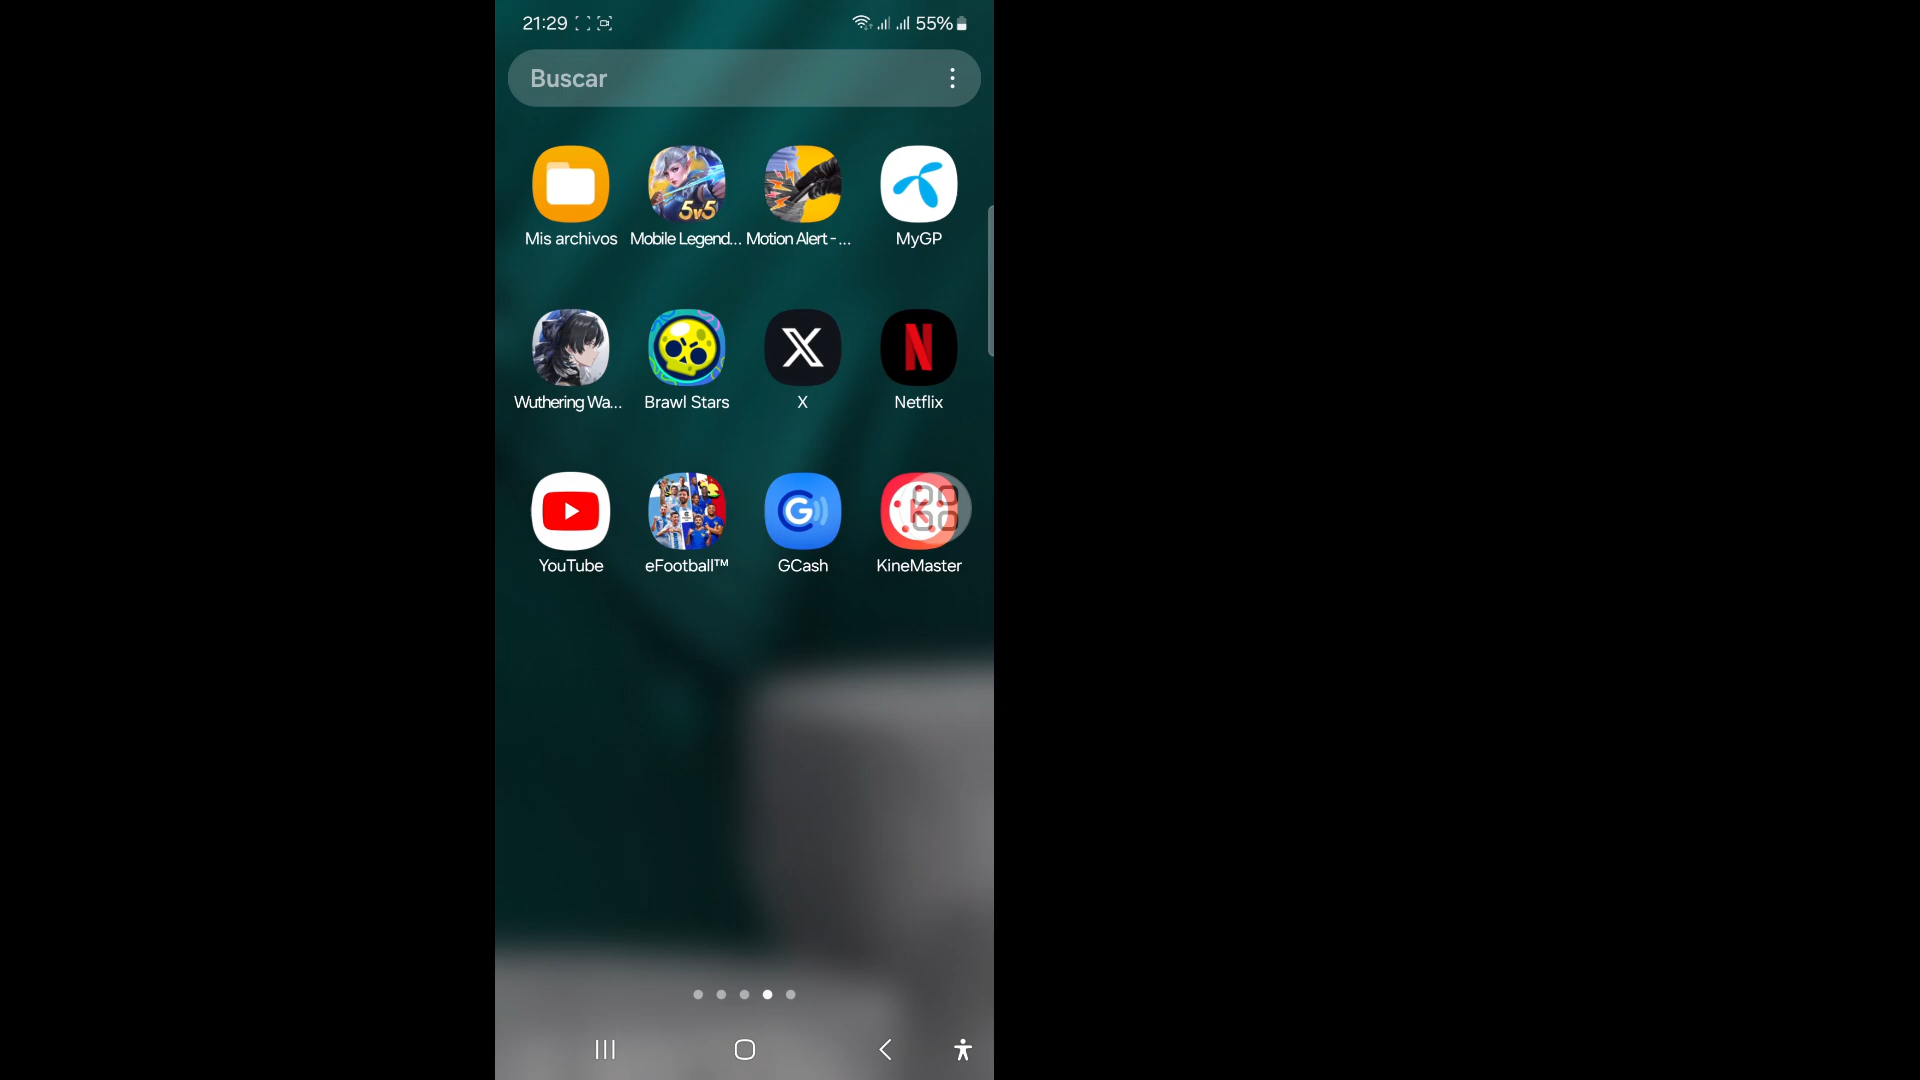 21:29 55%
Buscar
5v5
Mis archivos Mobile Legend... Motion Alert - ... MyGP
Wuthering Wa... Brawl Stars X Netflix
YouTube eFootball™ GCash KineMaster